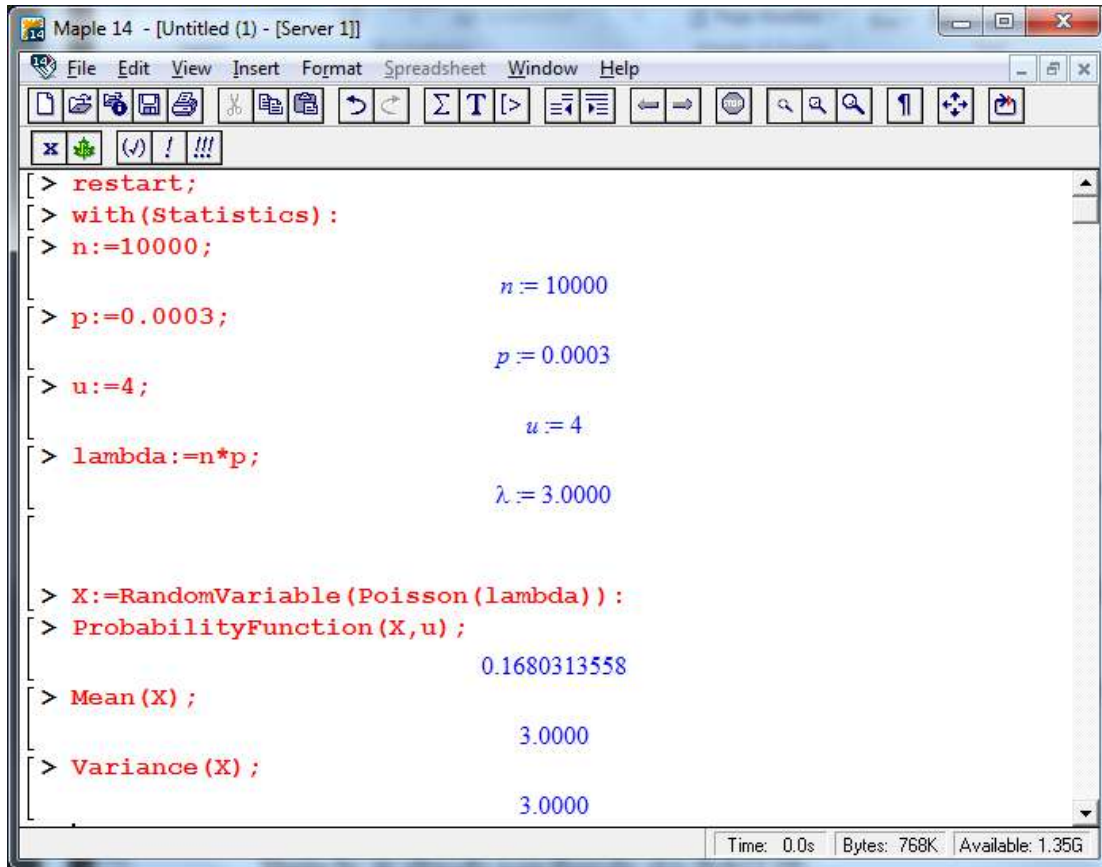 Maple 14 - [Untitled (1) - [Server 1]]
File Edit View Insert Format Spreadsheet Window Help
[> restart;
[> with(Statistics):
[> n:=10000;
n := 10000
[> p:=0.0003;
p := 0.0003
[> u:=4;
u := 4
[> lambda:=n*p;
λ := 3.0000
[> X:=RandomVariable(Poisson(lambda)):
[> ProbabilityFunction(X,u);
0.1680313558
[> Mean(X);
3.0000
[> Variance(X);
3.0000
Time: 0.0s Bytes: 768K Available: 1.35G